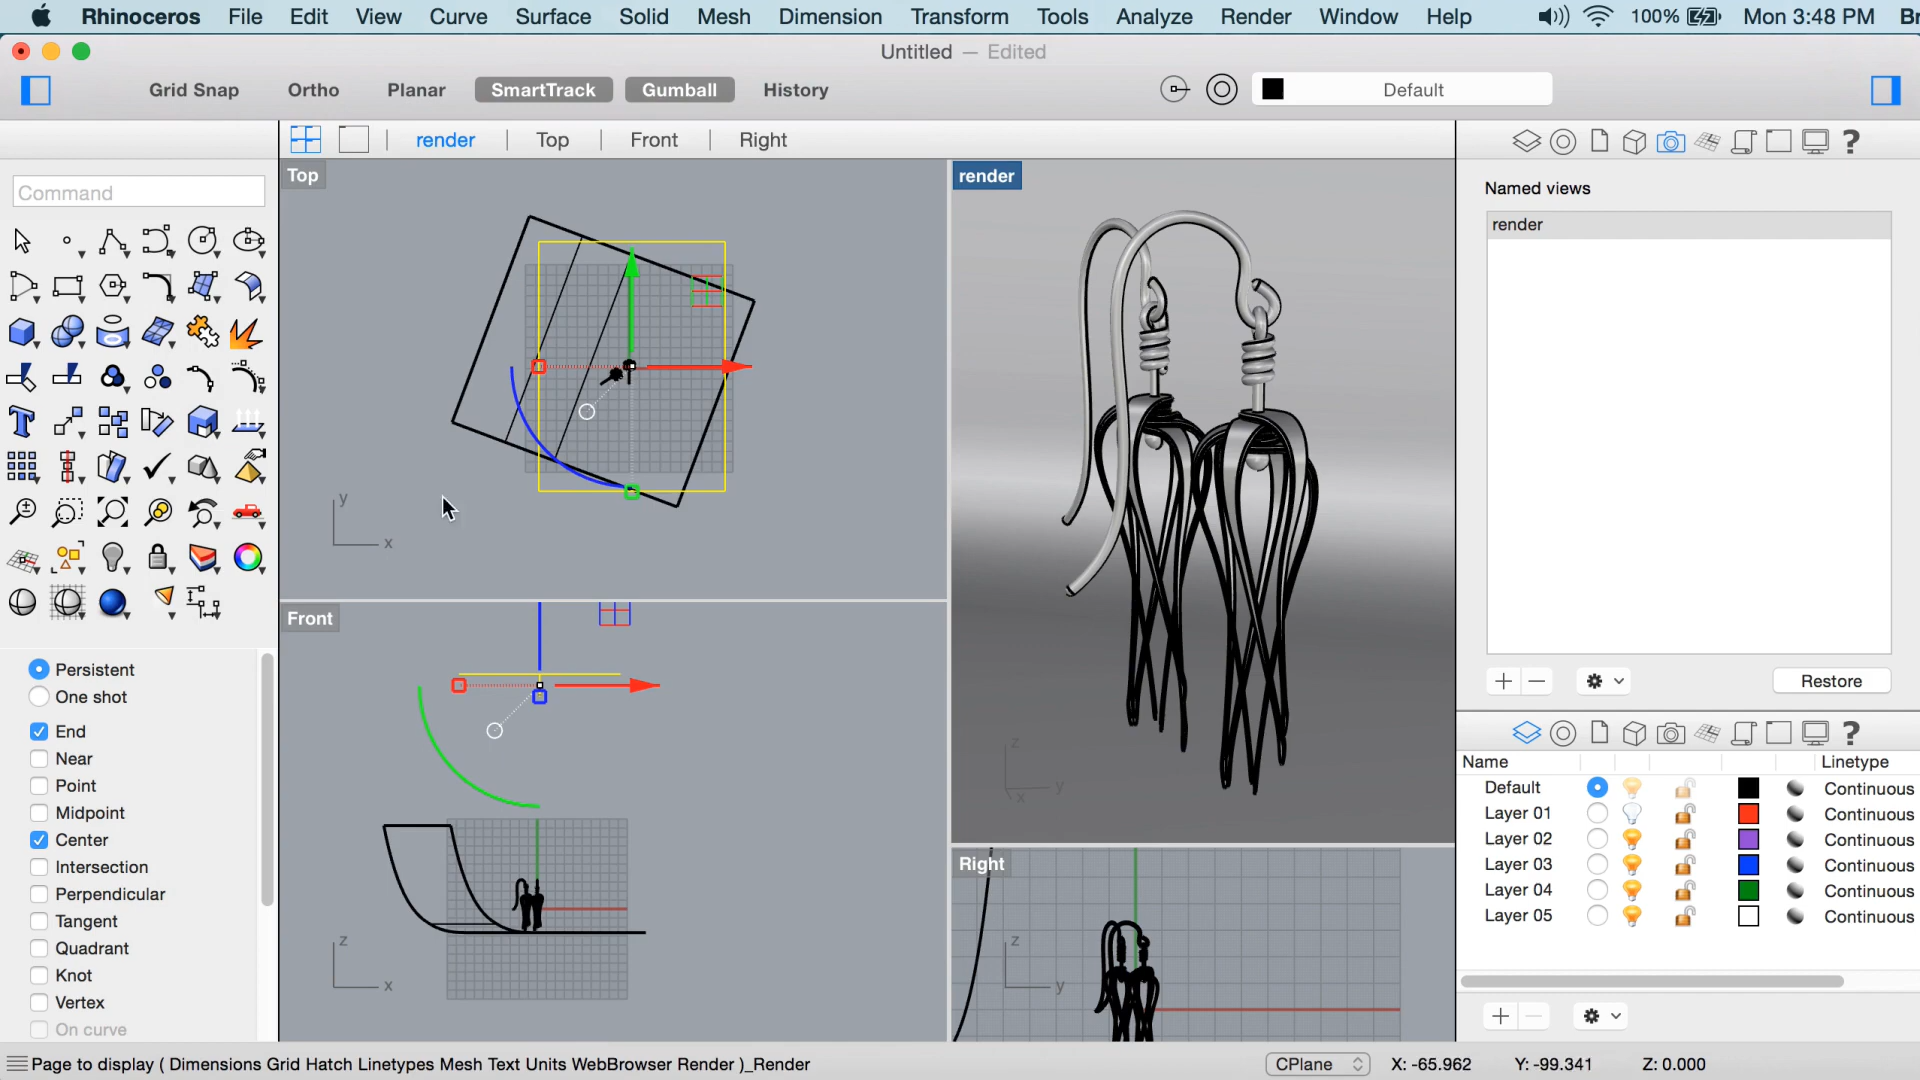 Rhinoceros File Edit View Curve Surface Solid Mesh Dimension Transform Tools Analyze Render Window Help 100% Mon 3:48 PM Br
Untitled — Edited
Grid Snap Ortho Planar SmartTrack Gumball History Default
render Top Front Right
Top
render
Named views
Command
render
y
x
z
y
x
Restore
Front
Persistent
One shot
End
Near
Point
Midpoint
Center
Intersection
Perpendicular
Tangent
Quadrant
Knot
Vertex
On curve
z
x
Right
z
y
Name Linetype
Default Continuous
Layer 01 Continuous
Layer 02 Continuous
Layer 03 Continuous
Layer 04 Continuous
Layer 05 Continuous
Page to display ( Dimensions Grid Hatch Linetypes Mesh Text Units WebBrowser Render )_Render CPlane X: -65.962 Y: -99.341 Z: 0.000